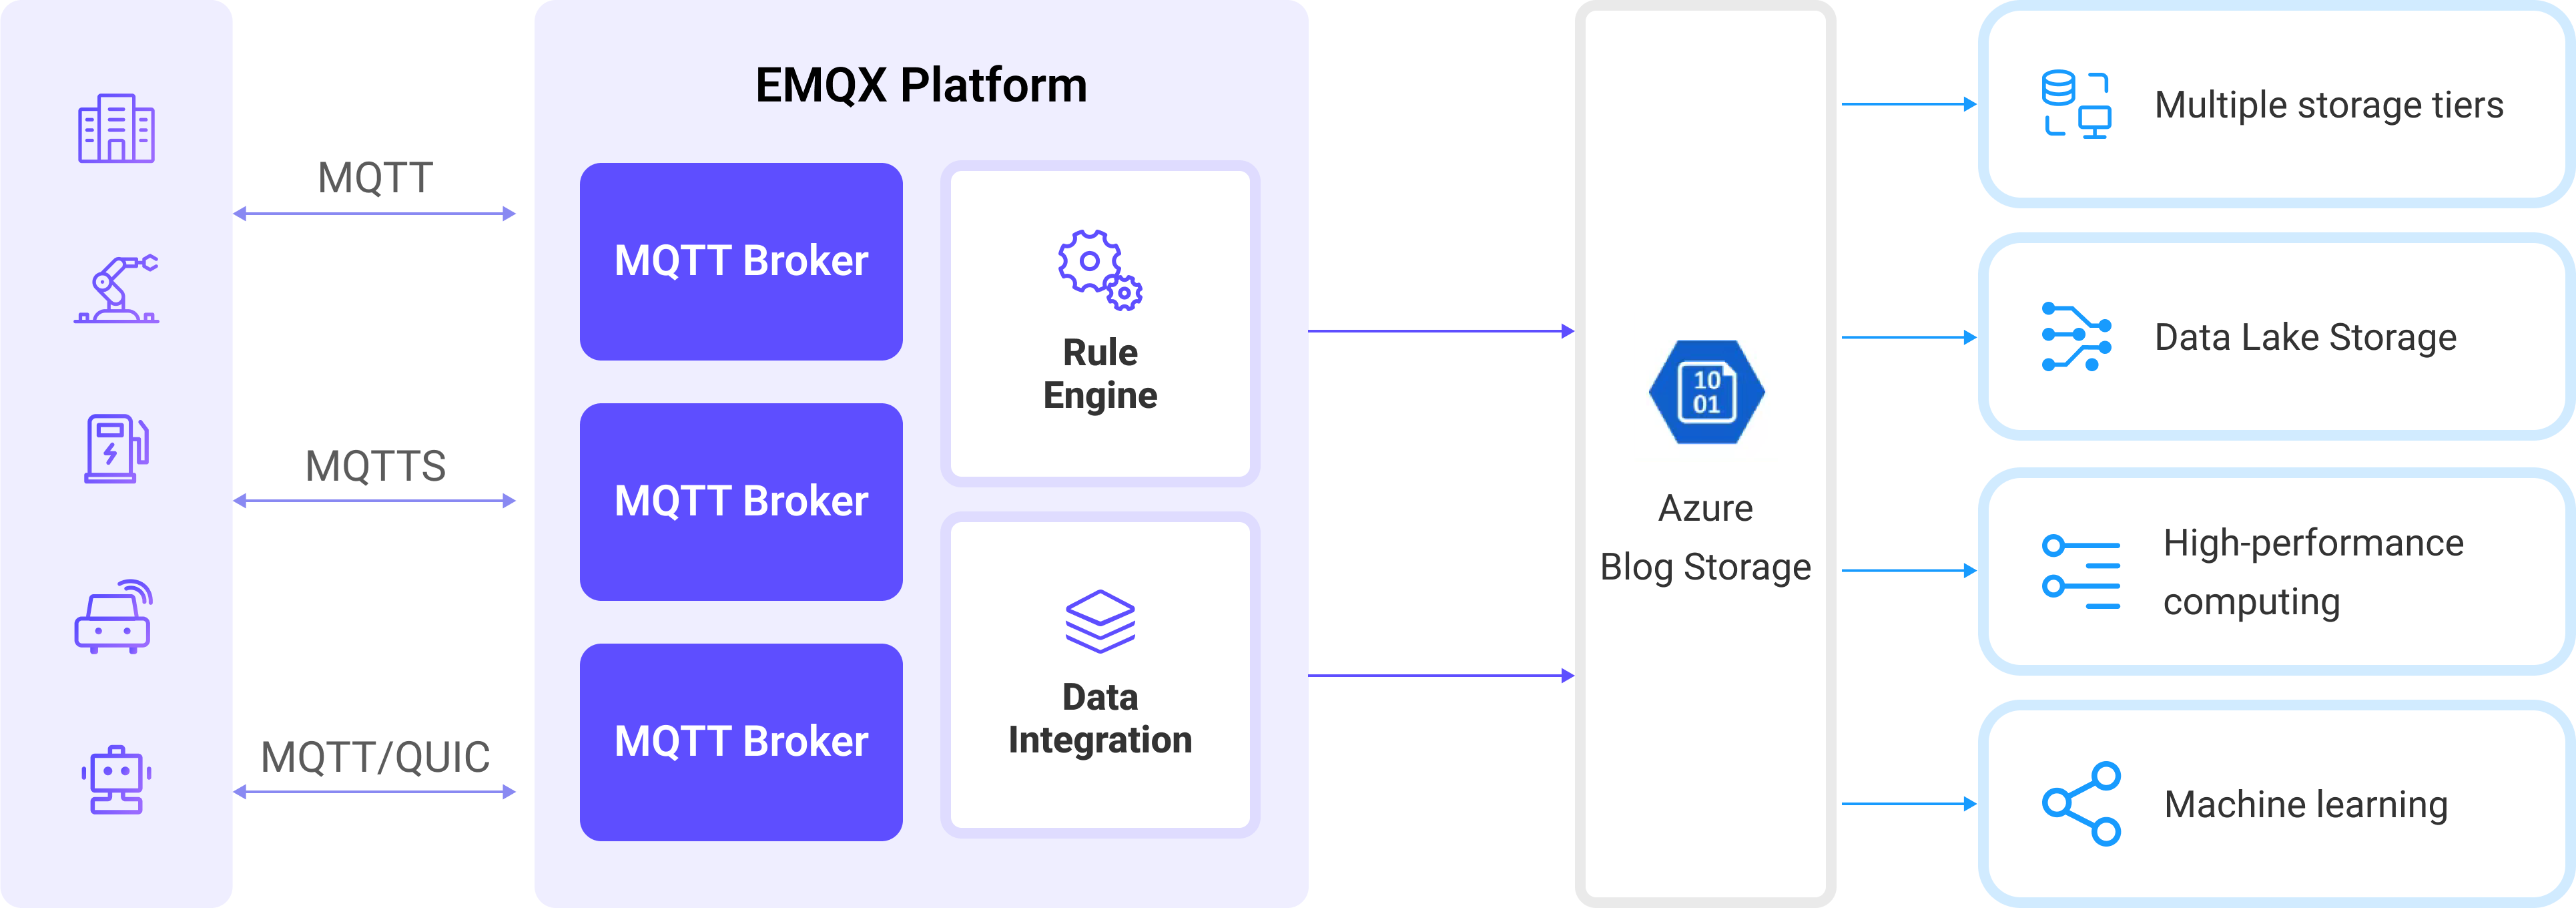 MQTT
MQTTS
MQTT/QUIC
EMQX Platform
MQTT Broker
MQTT Broker
MQTT Broker
Rule
Engine
Data
Integration
10
01
Azure
Blog Storage
Multiple storage tiers
Data Lake Storage
High-performance
computing
Machine learning